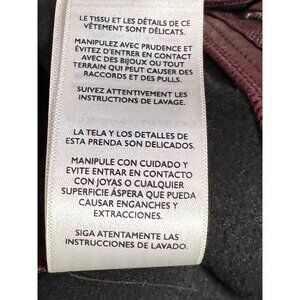 LE TISSU ET LES DÉTAILS DE CE
VÊTEMENT SONT DÉLICATS.
MANIPULEZ AVEC PRUDENCE ET
ÉVITEZ D'ENTRER EN CONTACT
AVEC DES BIJOUX OU TOUT
TERRAIN QUI PEUT CAUSER DES
RACCORDS ET DES PULLS.
SUIVEZ ATTENTIVEMENT LES
INSTRUCTIONS DE LAVAGE.
LA TELA Y LOS DETALLES DE
ESTA PRENDA SON DELICADOS.
MANIPULE CON CUIDADO Y
EVITE ENTRAR EN CONTACTO
CON JOYAS O CUALQUIER
SUPERFICIE ÁSPERA QUE PUEDA
CAUSAR ENGANCHES Y
EXTRACCIONES.
SIGA ATENTAMENTE LAS
INSTRUCCIONES DE LAVADO.